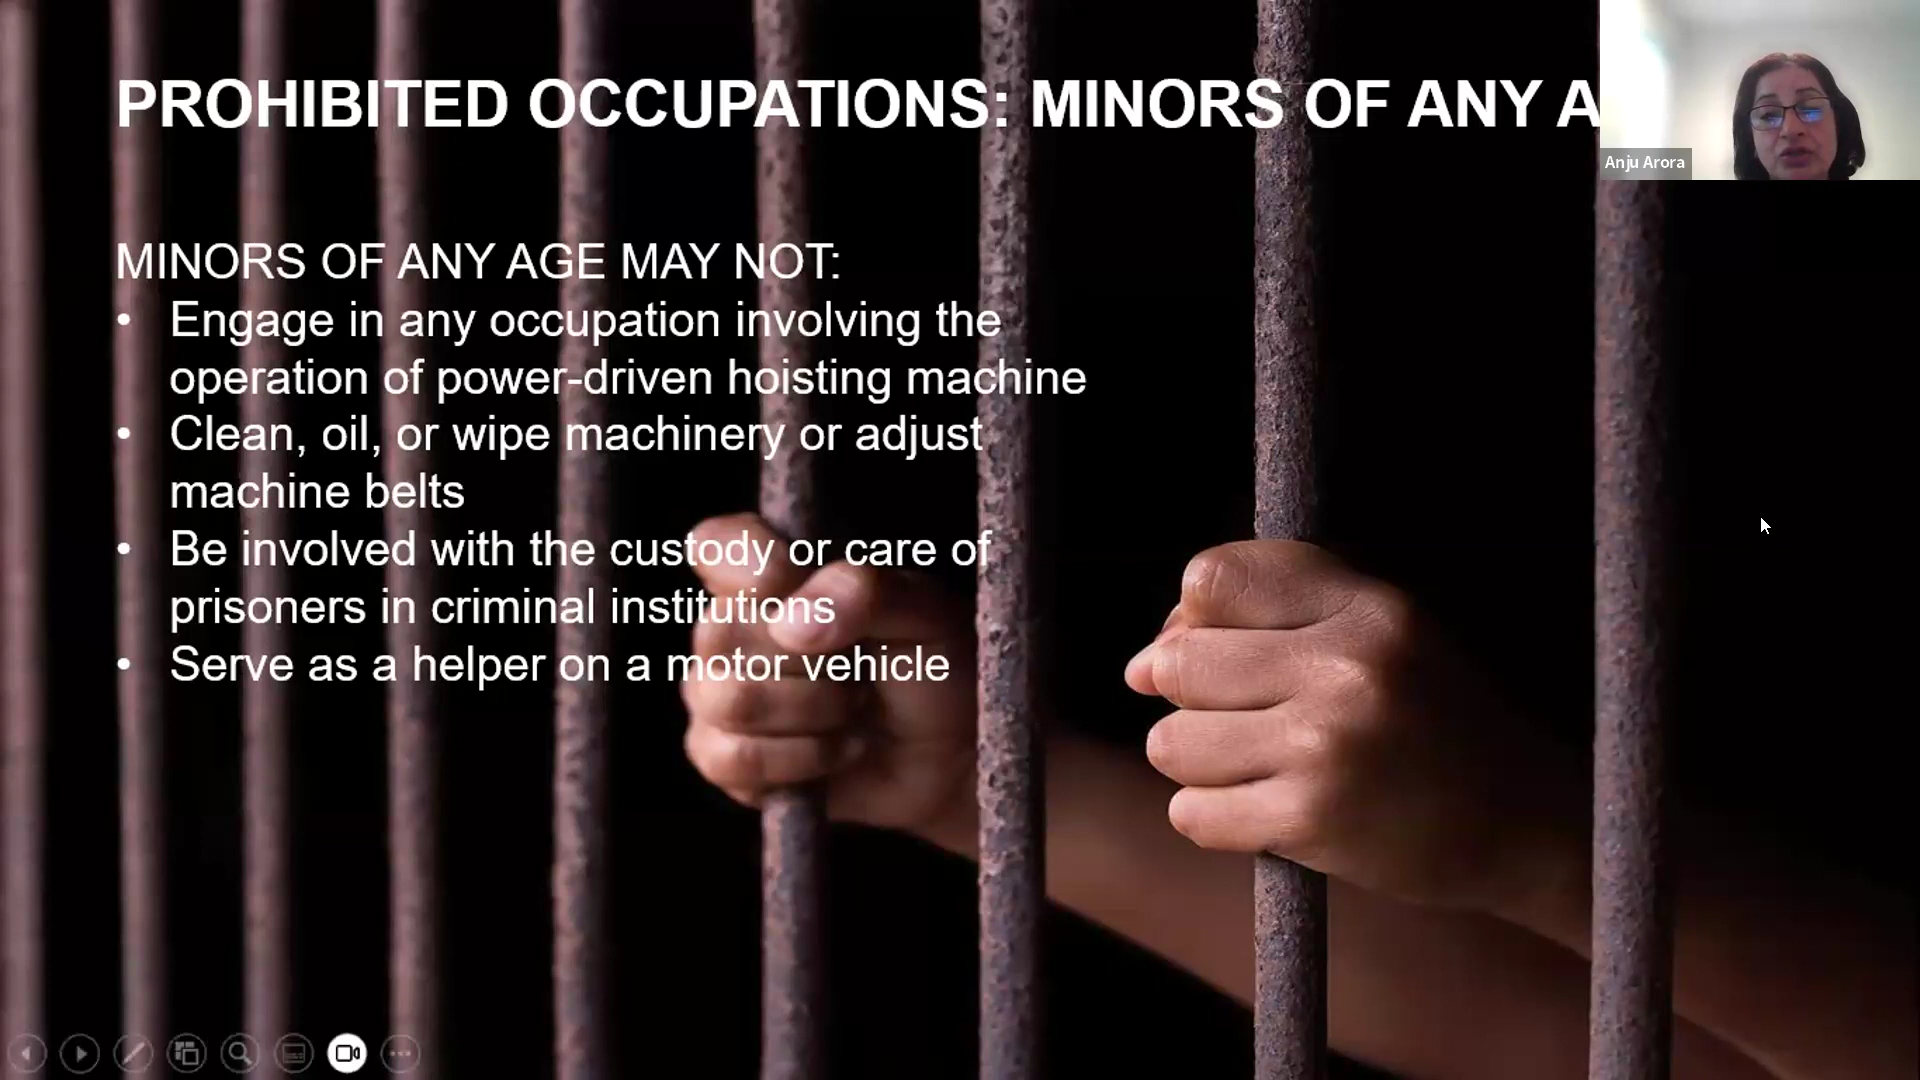 PROHIBITED OCCUPATIONS: MINORS OF ANY A
Anju Arora
MINORS OF ANY AGE MAY NOT:
• Engage in any occupation involving the
operation of power-driven hoisting machine
• Clean, oil, or wipe machinery or adjust
machine belts
• Be involved with the custody or care of
prisoners in criminal institutions
• Serve as a helper on a motor vehicle